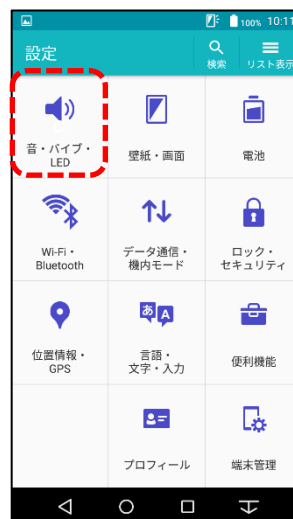 100% 10:11
設定
検索 リスト表示
音・バイブ・
LED
壁紙・画面
電池
Wi-Fi・
Bluetooth
データ通信・
機内モード
ロック・
セキュリティ
位置情報・
GPS
あ A
言語・
文字・入力
便利機能
プロフィール
端末管理